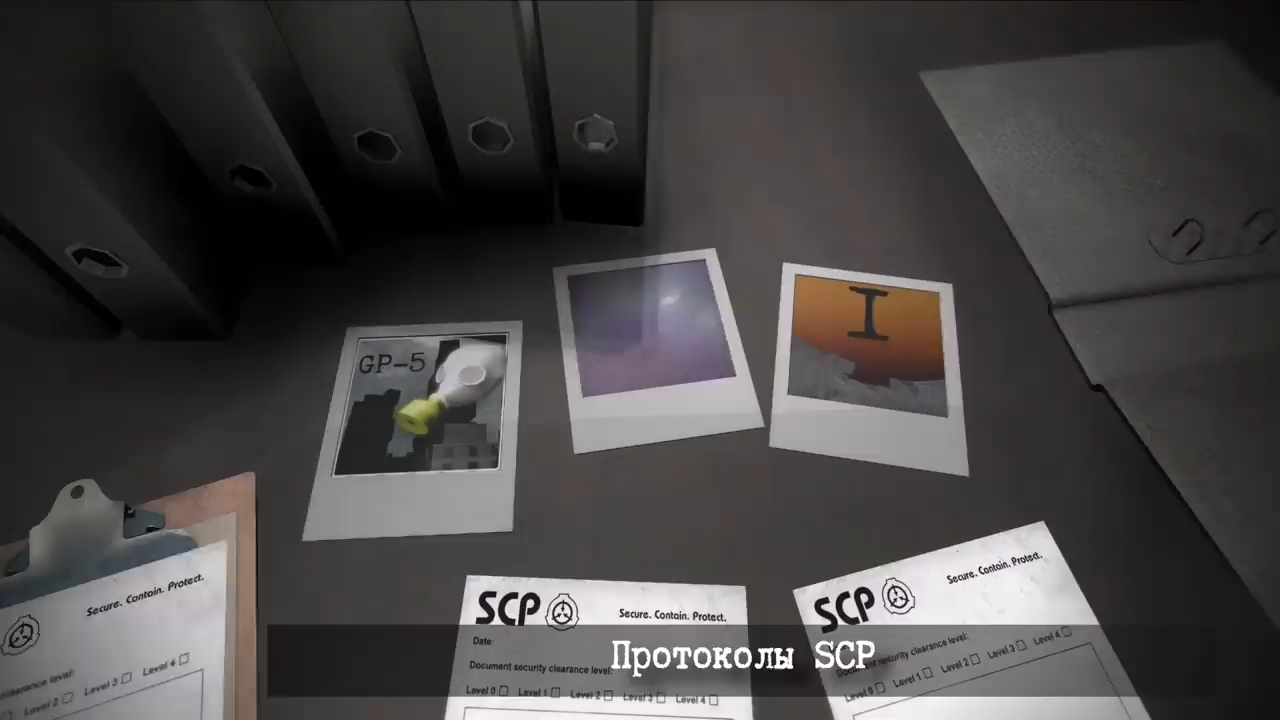 GP-5
I
Secure. Contain. Protect.
clearance level:
Level 2 Level 3 Level 4
SCP
Secure. Contain. Protect.
Date:
Document security clearance level:
Level 0 Level 1 Level 2 Level 3 Level 4
SCP
Secure. Contain. Protect.
security clearance level:
Level 0 Level 1 Level 2 Level 3 Level 4
Протоколы SCP